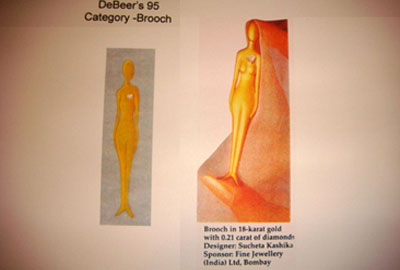 DeBeer's 95
Category -Brooch
Brooch in 18-karat gold
with 0.21 carat of diamonds
Designer: Sucheta Kashika
Sponsor: Fine Jewellery
(India) Ltd, Bombay